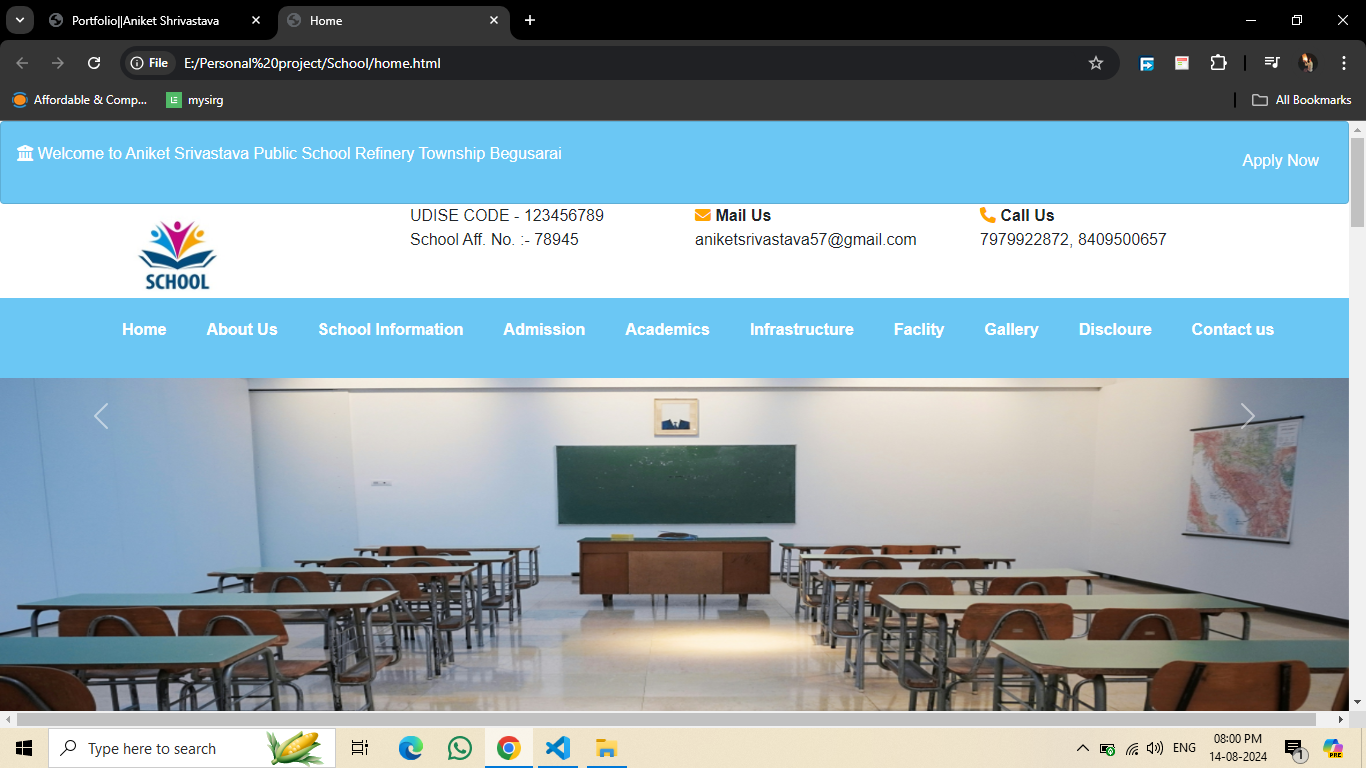 Portfolio||Aniket Shrivastava
Home
File
E:/Personal%20project/School/home.html
Affordable & Comp...
mysirg
All Bookmarks
Welcome to Aniket Srivastava Public School Refinery Township Begusarai
Apply Now
SCHOOL
UDISE CODE - 123456789
School Aff. No. :- 78945
Mail Us
aniketsrivastava57@gmail.com
Call Us
7979922872, 8409500657
Home About Us School Information Admission Academics Infrastructure Faclity Gallery Discloure Contact us
Type here to search
ENG
08:00 PM
14-08-2024
1
PRE